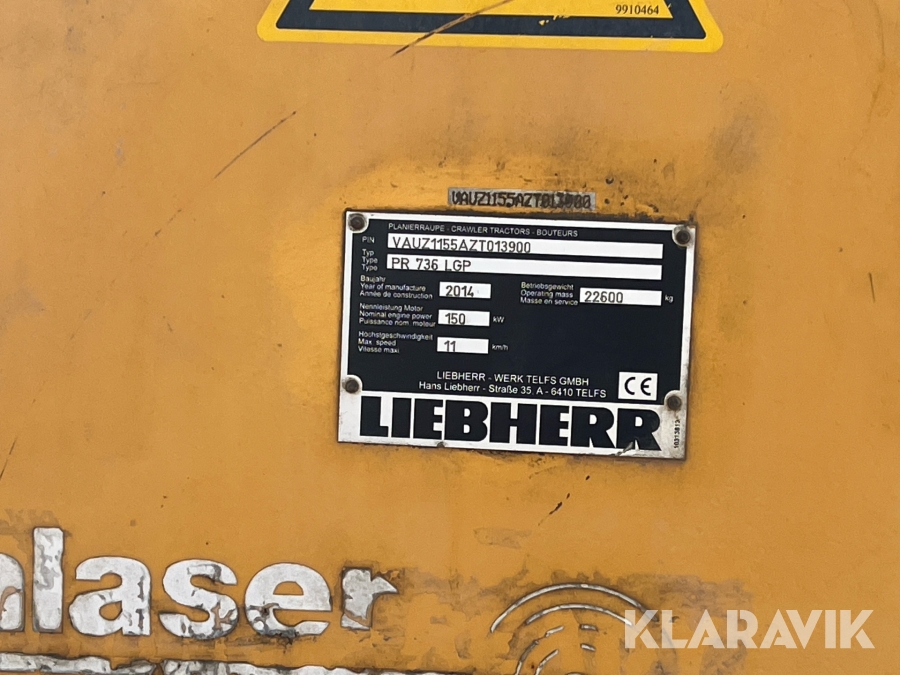 9910464
VAUZ1155AZT013900
PLANIERRAUPE - CRAWLER TRACTORS - BOUTEURS
PIN VAUZ1155AZT013900
Typ
Type PR 736 LGP
Type
Baujahr
Year of manufacture 2014
Année de construction
Betriebsgewicht
Operating mass 22600 kg
Masse en service
Nennleistung Motor
Nominal engine power 150 kW
Puissance nom. moteur
Höchstgeschwindigkeit
Max. speed 11 km/h
Vitesse maxi.
LIEBHERR - WERK TELFS GMBH
Hans Liebherr - Straße 35, A - 6410 TELFS
CE
LIEBHERR
laser
KLARAVIK